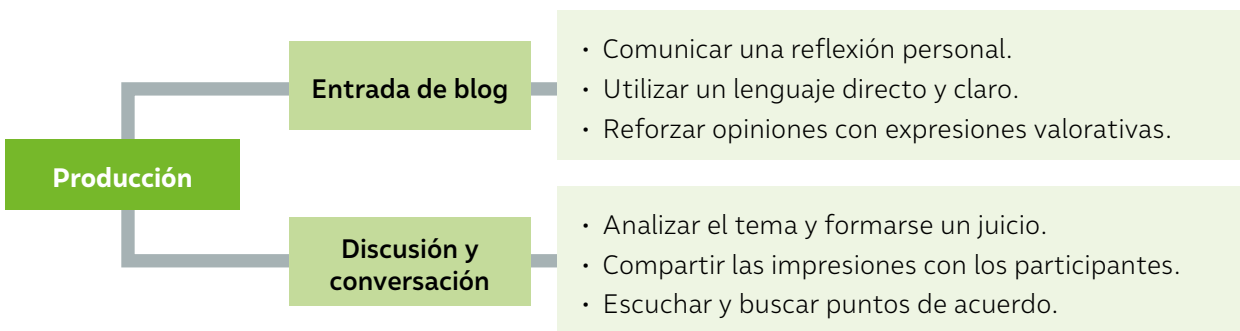 Producción
Entrada de blog
· Comunicar una reflexión personal.
· Utilizar un lenguaje directo y claro.
· Reforzar opiniones con expresiones valorativas.
Discusión y
conversación
· Analizar el tema y formarse un juicio.
· Compartir las impresiones con los participantes.
· Escuchar y buscar puntos de acuerdo.